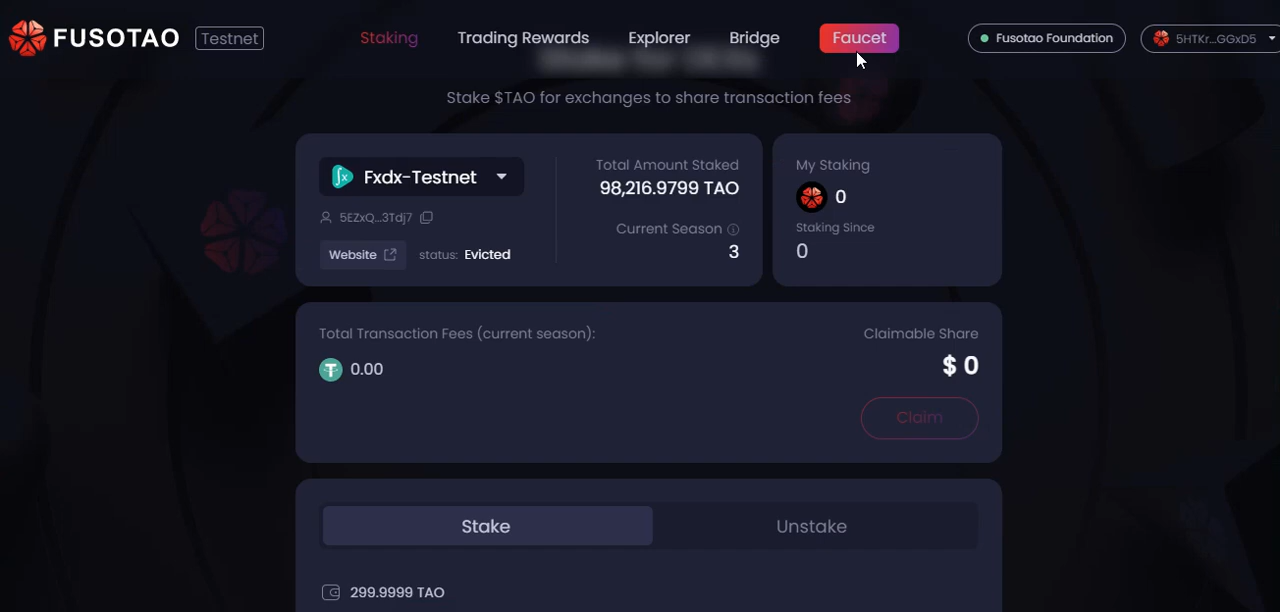 FUSOTAO Testnet Staking Trading Rewards Explorer Bridge Faucet Fusotao Foundation 5HTKr...GGxD5
Stake $TAO for exchanges to share transaction fees
Fxdx-Testnet
5EZxQ...3Tdj7
Website status: Evicted
Total Amount Staked
98,216.9799 TAO
Current Season
3
My Staking
0
Staking Since
0
Total Transaction Fees (current season):
0.00
Claimable Share
$ 0
Claim
Stake Unstake
299.9999 TAO